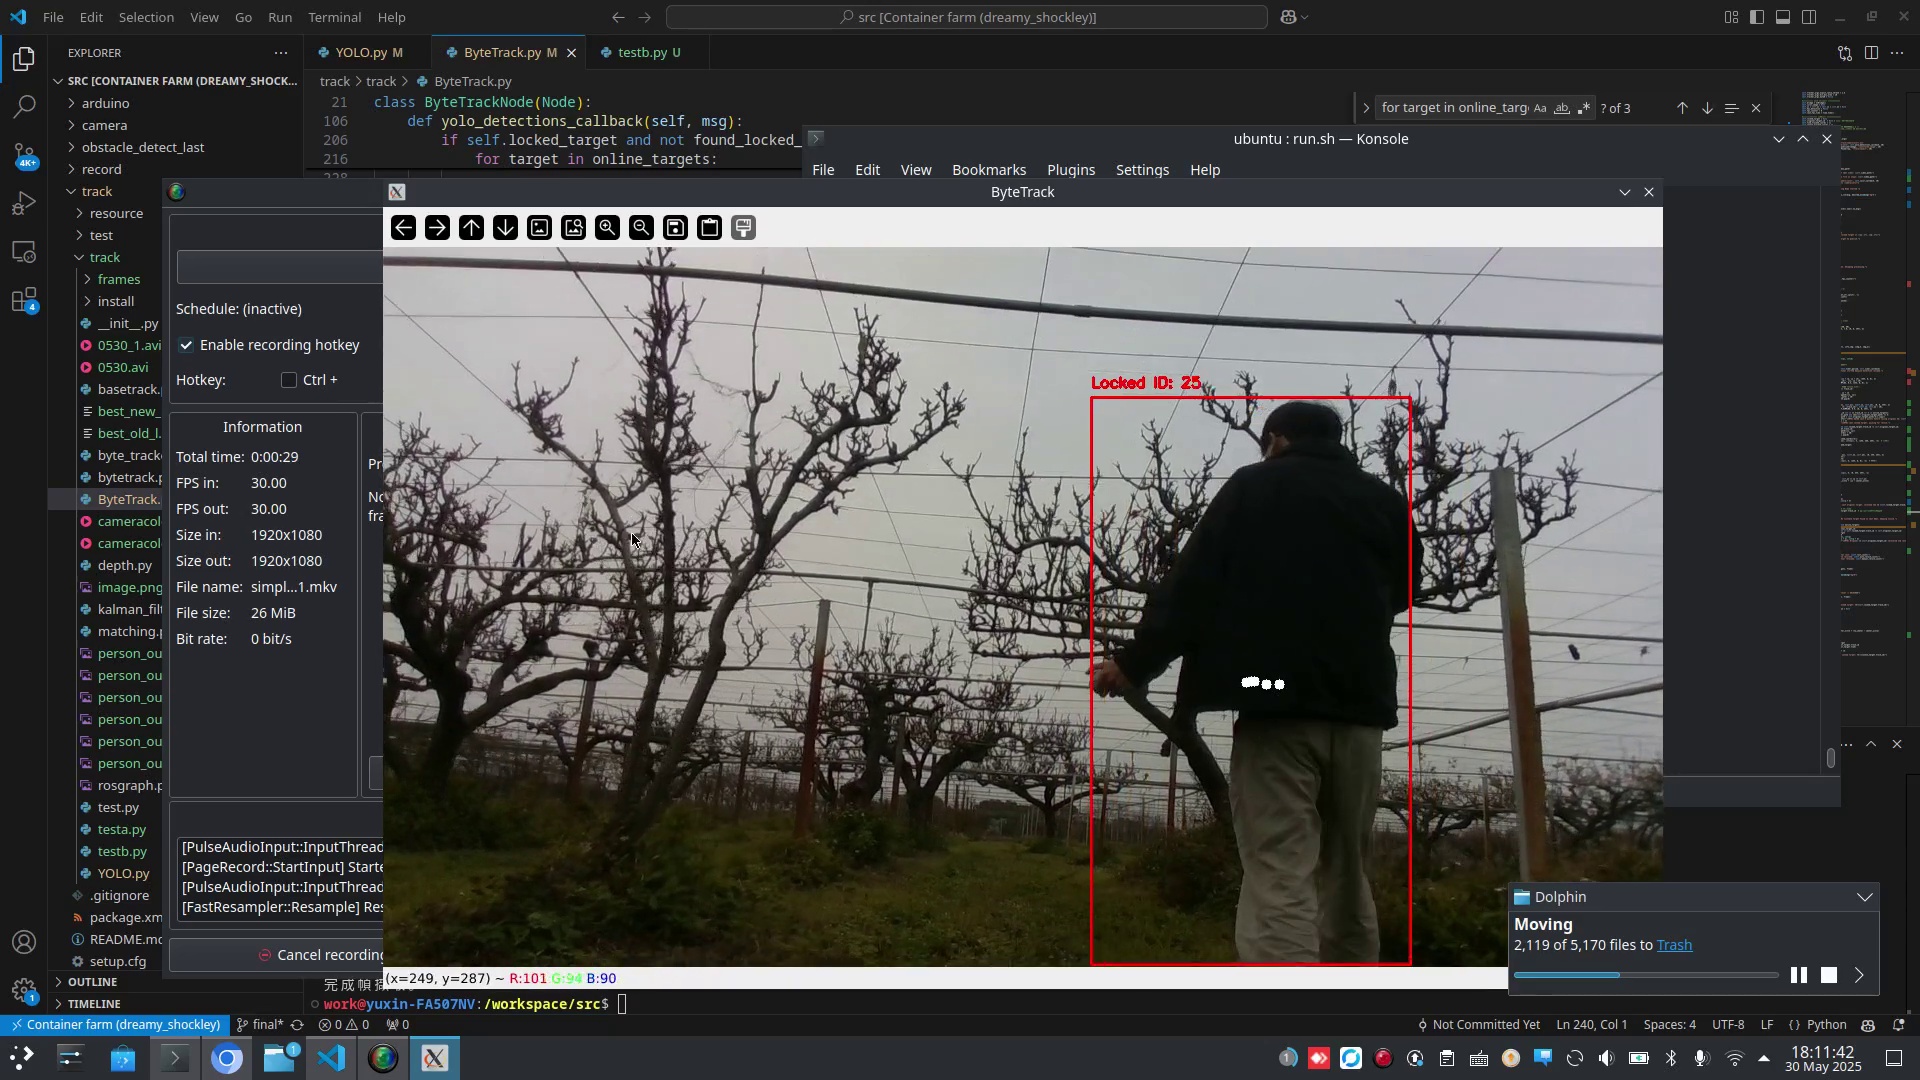 File Edit Selection View Go Run Terminal Help
src [Container farm (dreamy_shockley)]
EXPLORER
YOLO.py M
ByteTrack.py M
testb.py U
SRC [CONTAINER FARM (DREAMY_SHOCK...
track > track > ByteTrack.py
arduino
camera
obstacle_detect_last
record
track
resource
test
track
frames
install
__init__.py
0530_1.avi
0530.avi
basetrack.
best_new_
best_old_l.
byte_track
bytetrack.p
ByteTrack.
cameracol
cameracol
depth.py
image.png
kalman_filt
matching.p
person_ou
person_ou
person_ou
person_ou
person_ou
person_ou
rosgraph.p
test.py
testa.py
testb.py
YOLO.py
.gitignore
package.xm
README.md
setup.cfg
OUTLINE
TIMELINE
21 class ByteTrackNode(Node):
106 def yolo_detections_callback(self, msg):
206 if self.locked_target and not found_locked_
216 for target in online_targets:
for target in online_targ
Aa ab .*
? of 3
ubuntu : run.sh — Konsole
File Edit View Bookmarks Plugins Settings Help
ByteTrack
Schedule: (inactive)
Enable recording hotkey
Hotkey: Ctrl +
Information
Total time: 0:00:29
FPS in: 30.00
FPS out: 30.00
Size in: 1920x1080
Size out: 1920x1080
File name: simpl...1.mkv
File size: 26 MiB
Bit rate: 0 bit/s
Pr
No
fra
[PulseAudioInput::InputThread
[PageRecord::StartInput] Starte
[PulseAudioInput::InputThread
[FastResampler::Resample] Res
Cancel recording
Locked ID: 25
(x=249, y=287) ~ R:101 G:94 B:90
work@yuxin-FA507NV:/workspace/src$
Dolphin
Moving
2,119 of 5,170 files to Trash
Container farm (dreamy_shockley) final* 0 0 0
Not Committed Yet Ln 240, Col 1 Spaces: 4 UTF-8 LF {} Python
4K+
4
1
1
1
18:11:42
30 May 2025